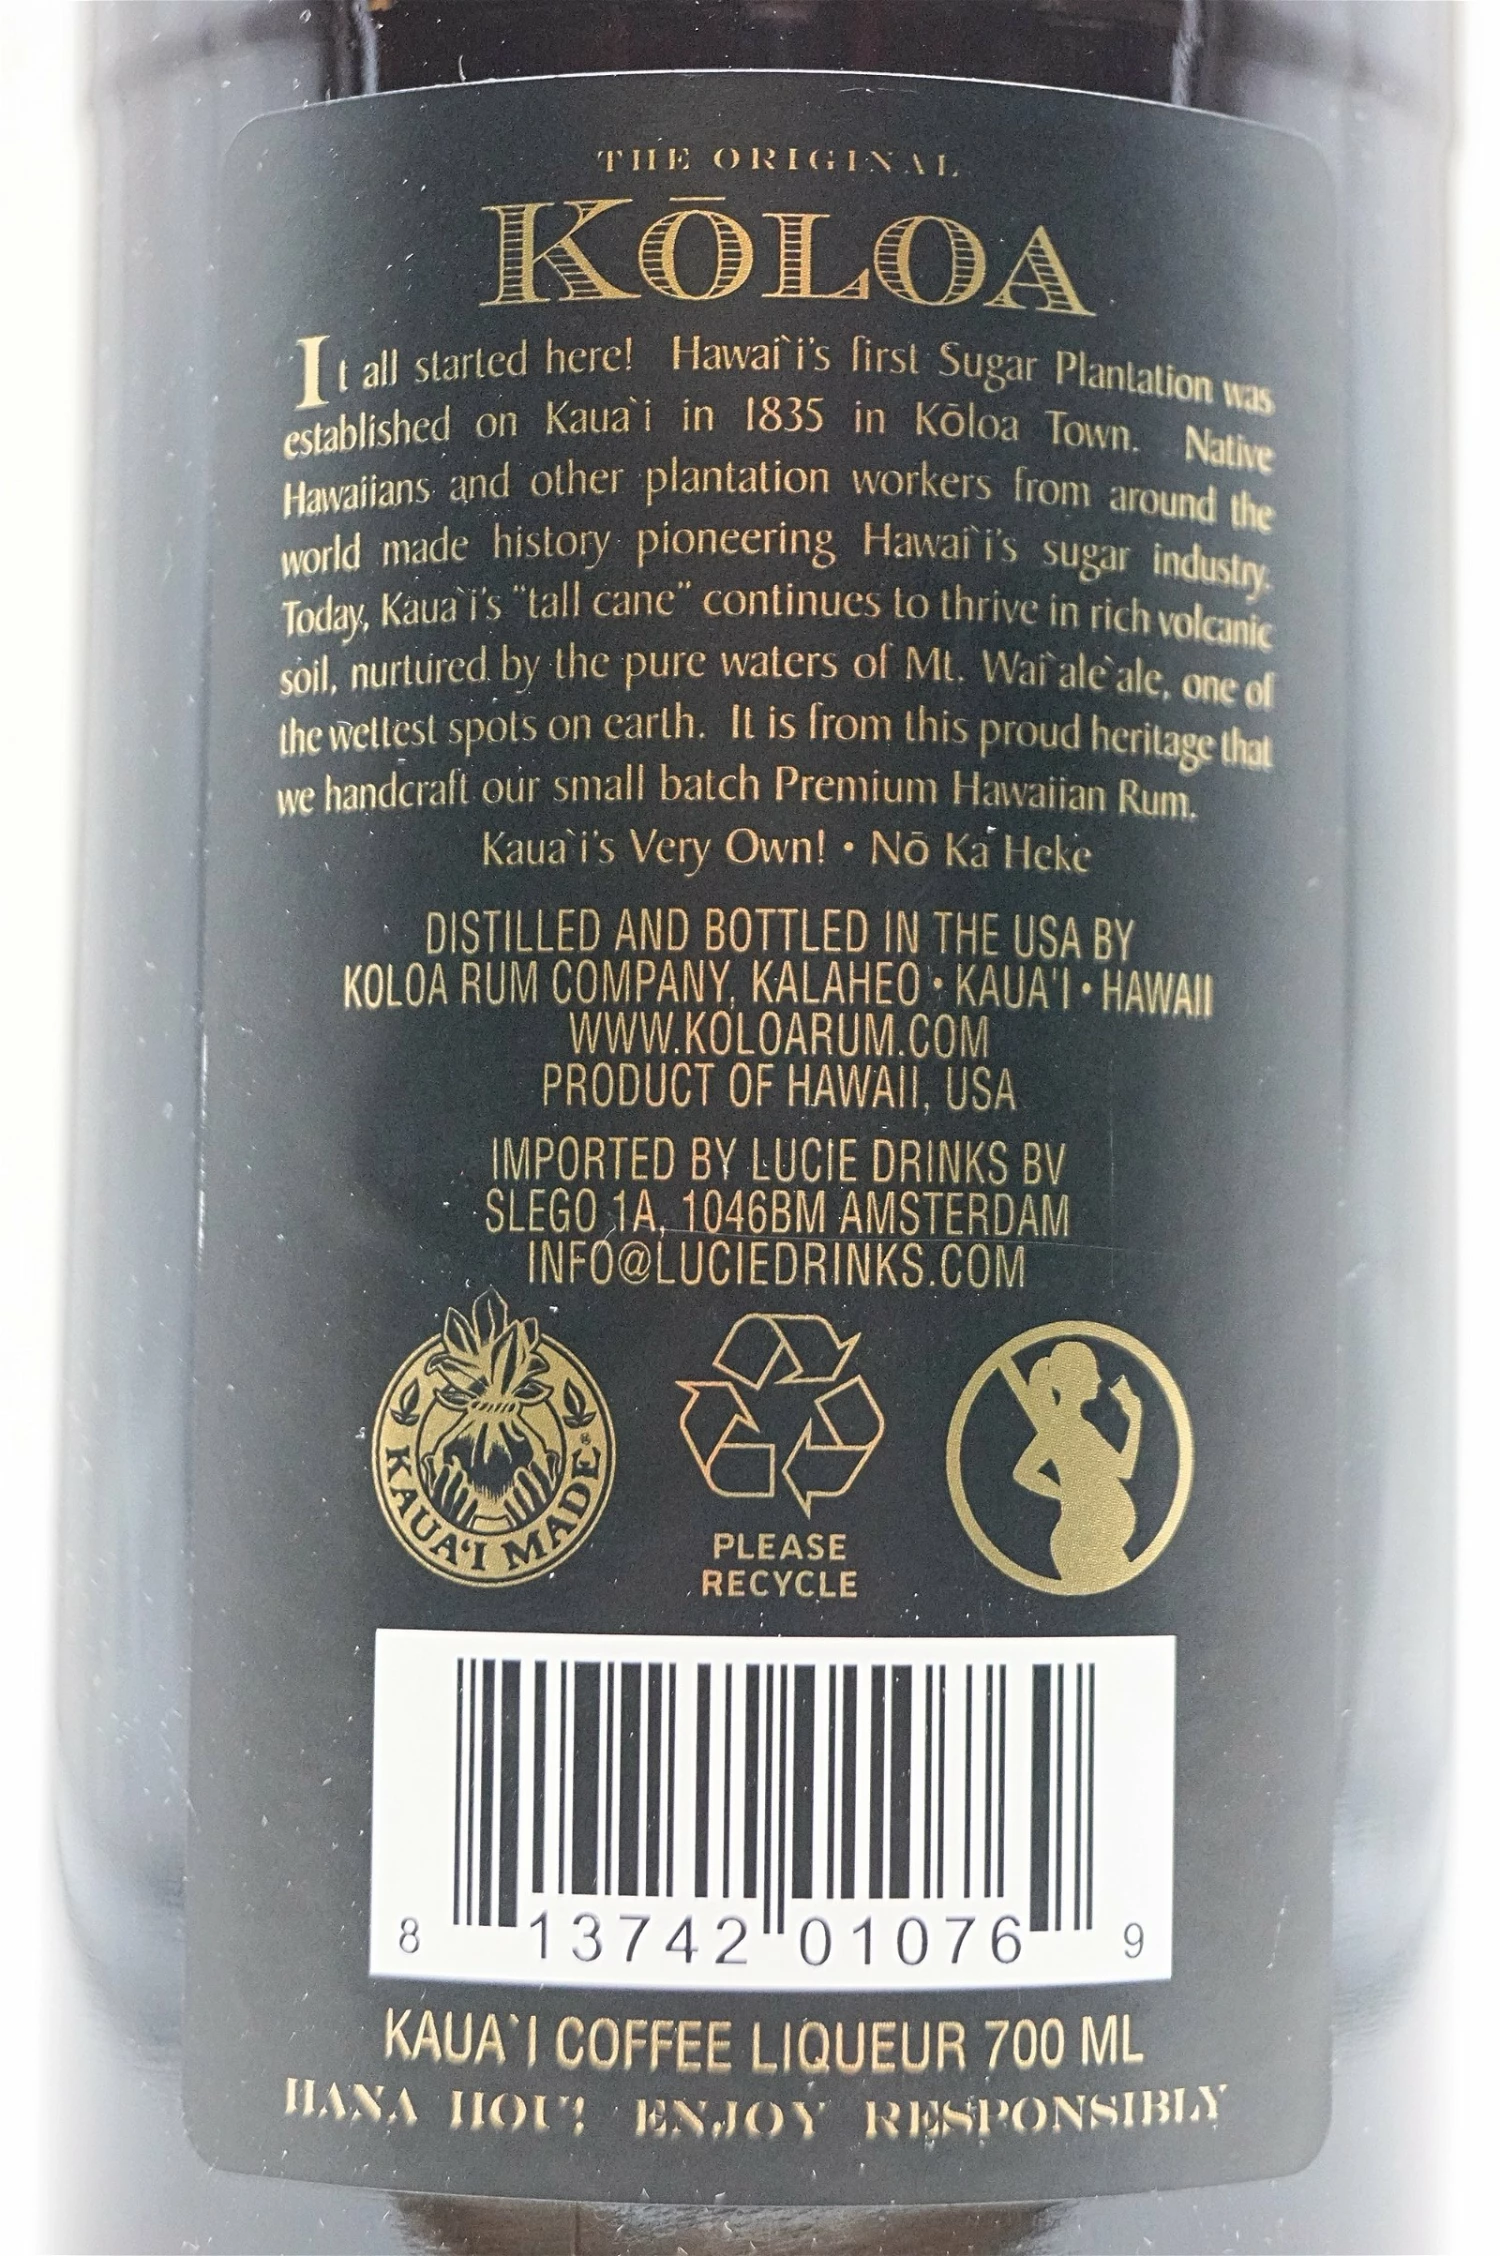 THE ORIGINAL
KŌLOA
It all started here! Hawai`i's first Sugar Plantation was
established on Kaua`i in 1835 in Kōloa Town. Native
Hawaiians and other plantation workers from around the
world made history pioneering Hawai`i's sugar industry.
Today, Kaua`i's "tall cane" continues to thrive in rich volcanic
soil, nurtured by the pure waters of Mt. Wai`ale`ale, one of
the wettest spots on earth. It is from this proud heritage that
we handcraft our small batch Premium Hawaiian Rum.
Kaua`i's Very Own! • Nō Ka Heke
DISTILLED AND BOTTLED IN THE USA BY
KOLOA RUM COMPANY, KALAHEO • KAUA'I • HAWAII
WWW.KOLOARUM.COM
PRODUCT OF HAWAII, USA
IMPORTED BY LUCIE DRINKS BV
SLEGO 1A, 1046BM AMSTERDAM
INFO@LUCIEDRINKS.COM
KAUA‘I MADE®
PLEASE
RECYCLE
8 13742 01076 9
KAUA`I COFFEE LIQUEUR 700 ML
HANA HOU! ENJOY RESPONSIBLY